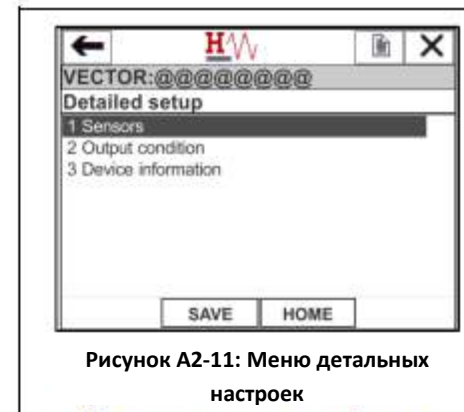 H
VECTOR:@@@@@@@@
Detailed setup
1 Sensors
2 Output condition
3 Device information
SAVE HOME
Рисунок А2-11: Меню детальных
настроек